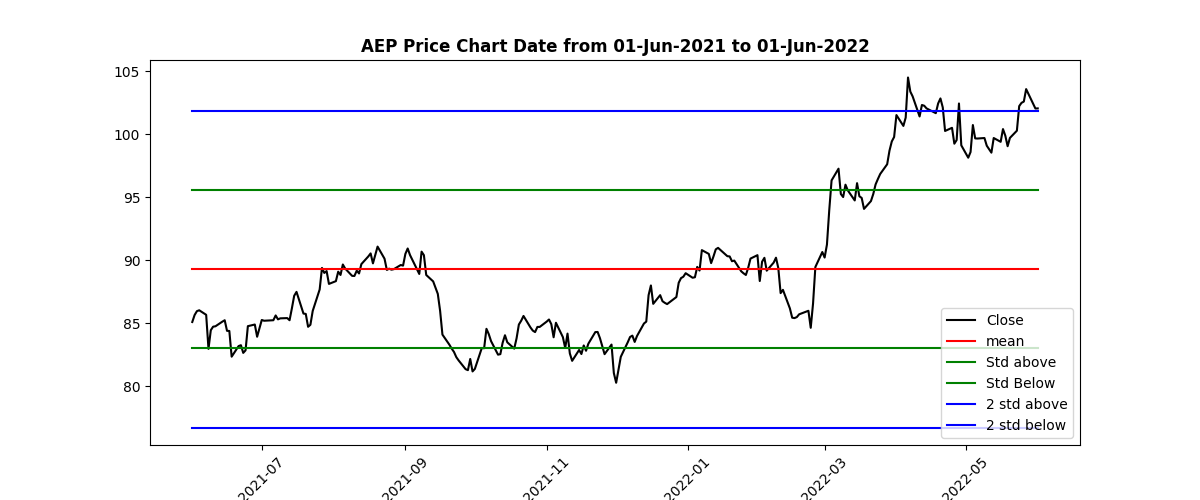 AEP Price Chart Date from 01-Jun-2021 to 01-Jun-2022
105
100
95
90
85
80
2021-07
2021-09
2021-11
2022-01
2022-03
2022-05
Close
mean
Std above
Std Below
2 std above
2 std below